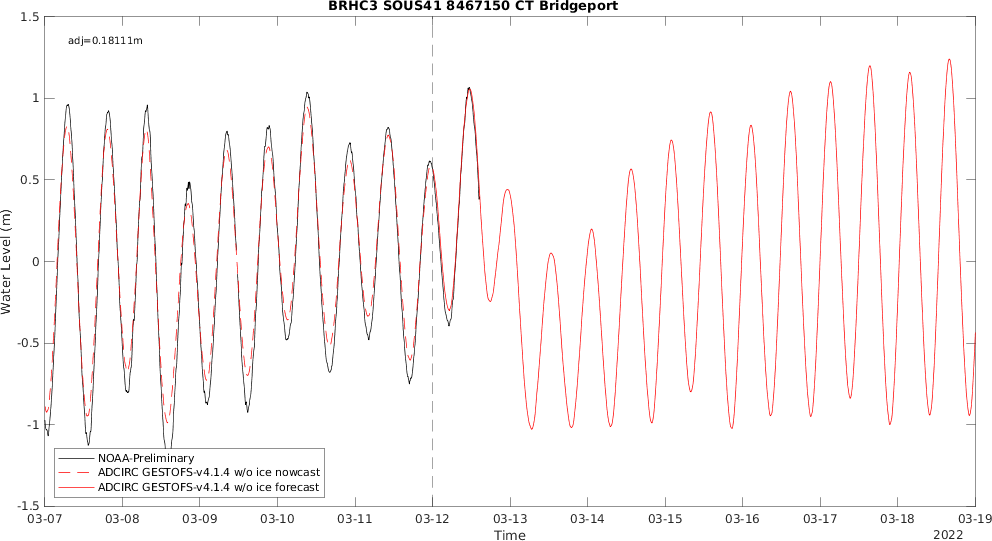 BRHC3 SOUS41 8467150 CT Bridgeport
adj=0.18111m
1.5
1
0.5
0
-0.5
-1
-1.5
Water Level (m)
NOAA-Preliminary
ADCIRC GESTOFS-v4.1.4 w/o ice nowcast
ADCIRC GESTOFS-v4.1.4 w/o ice forecast
03-07 03-08 03-09 03-10 03-11 03-12 03-13 03-14 03-15 03-16 03-17 03-18 03-19
Time
2022